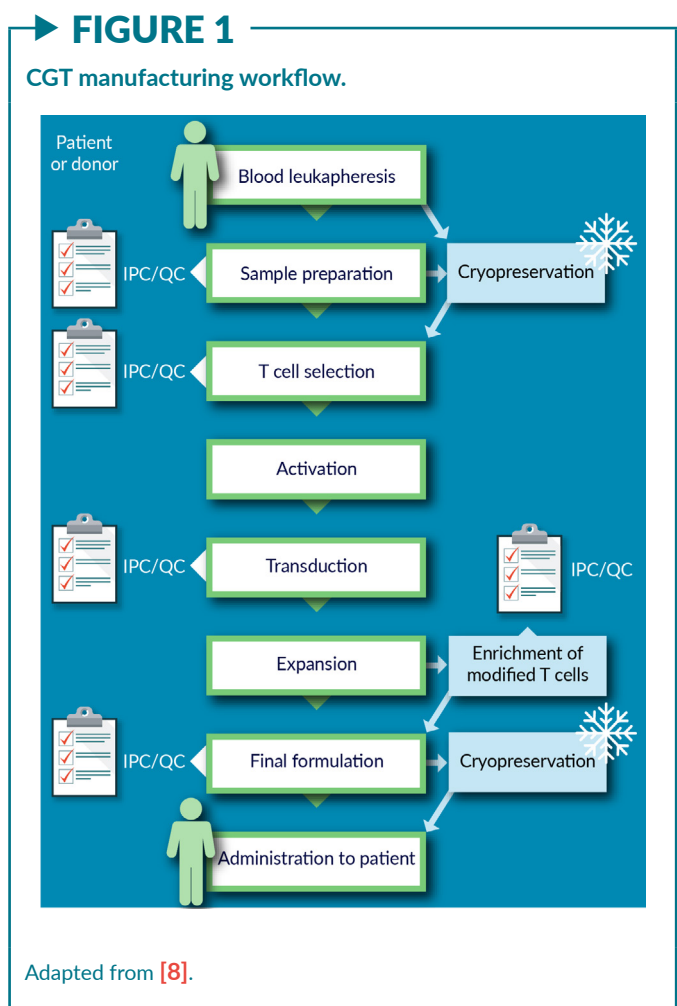 FIGURE 1
CGT manufacturing workflow.
Patient
or donor
Blood leukapheresis
IPC/QC
Sample preparation
Cryopreservation
IPC/QC
T cell selection
Activation
IPC/QC
Transduction
IPC/QC
Expansion
Enrichment of
modified T cells
IPC/QC
Final formulation
Cryopreservation
Administration to patient
Adapted from [8].